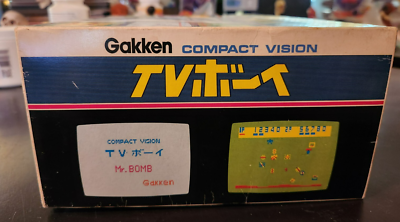 Gakken COMPACT VISION
TVボーイ
COMPACT VISION
TV ボーイ
Mr. BOMB
Gakken